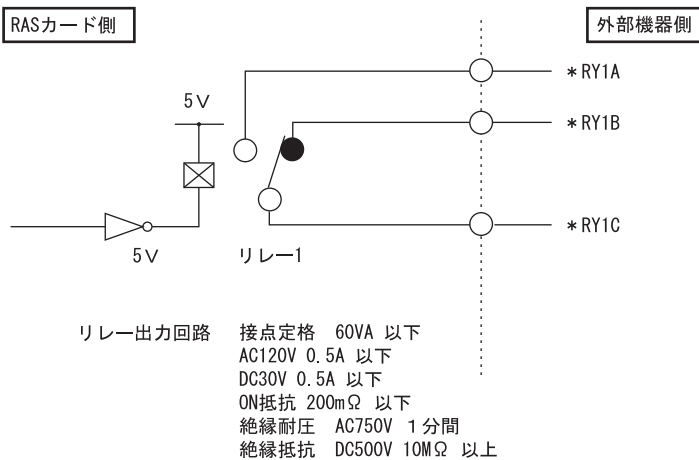 RASカード側
外部機器側
＊RY1A
5V
＊RY1B
＊RY1C
5V
リレー1
リレー出力回路　接点定格　60VA 以下
AC120V 0.5A 以下
DC30V 0.5A 以下
ON抵抗 200mΩ 以下
絶縁耐圧　AC750V　1分間
絶縁抵抗　DC500V 10MΩ 以上